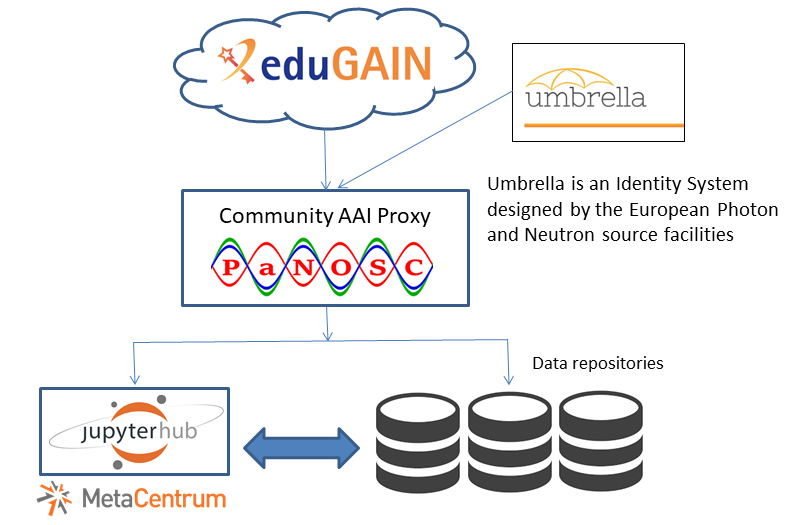 eduGAIN
umbrella
Umbrella is an Identity System
designed by the European Photon
and Neutron source facilities
Community AAI Proxy
PaNOSC
Data repositories
jupyterhub
MetaCentrum